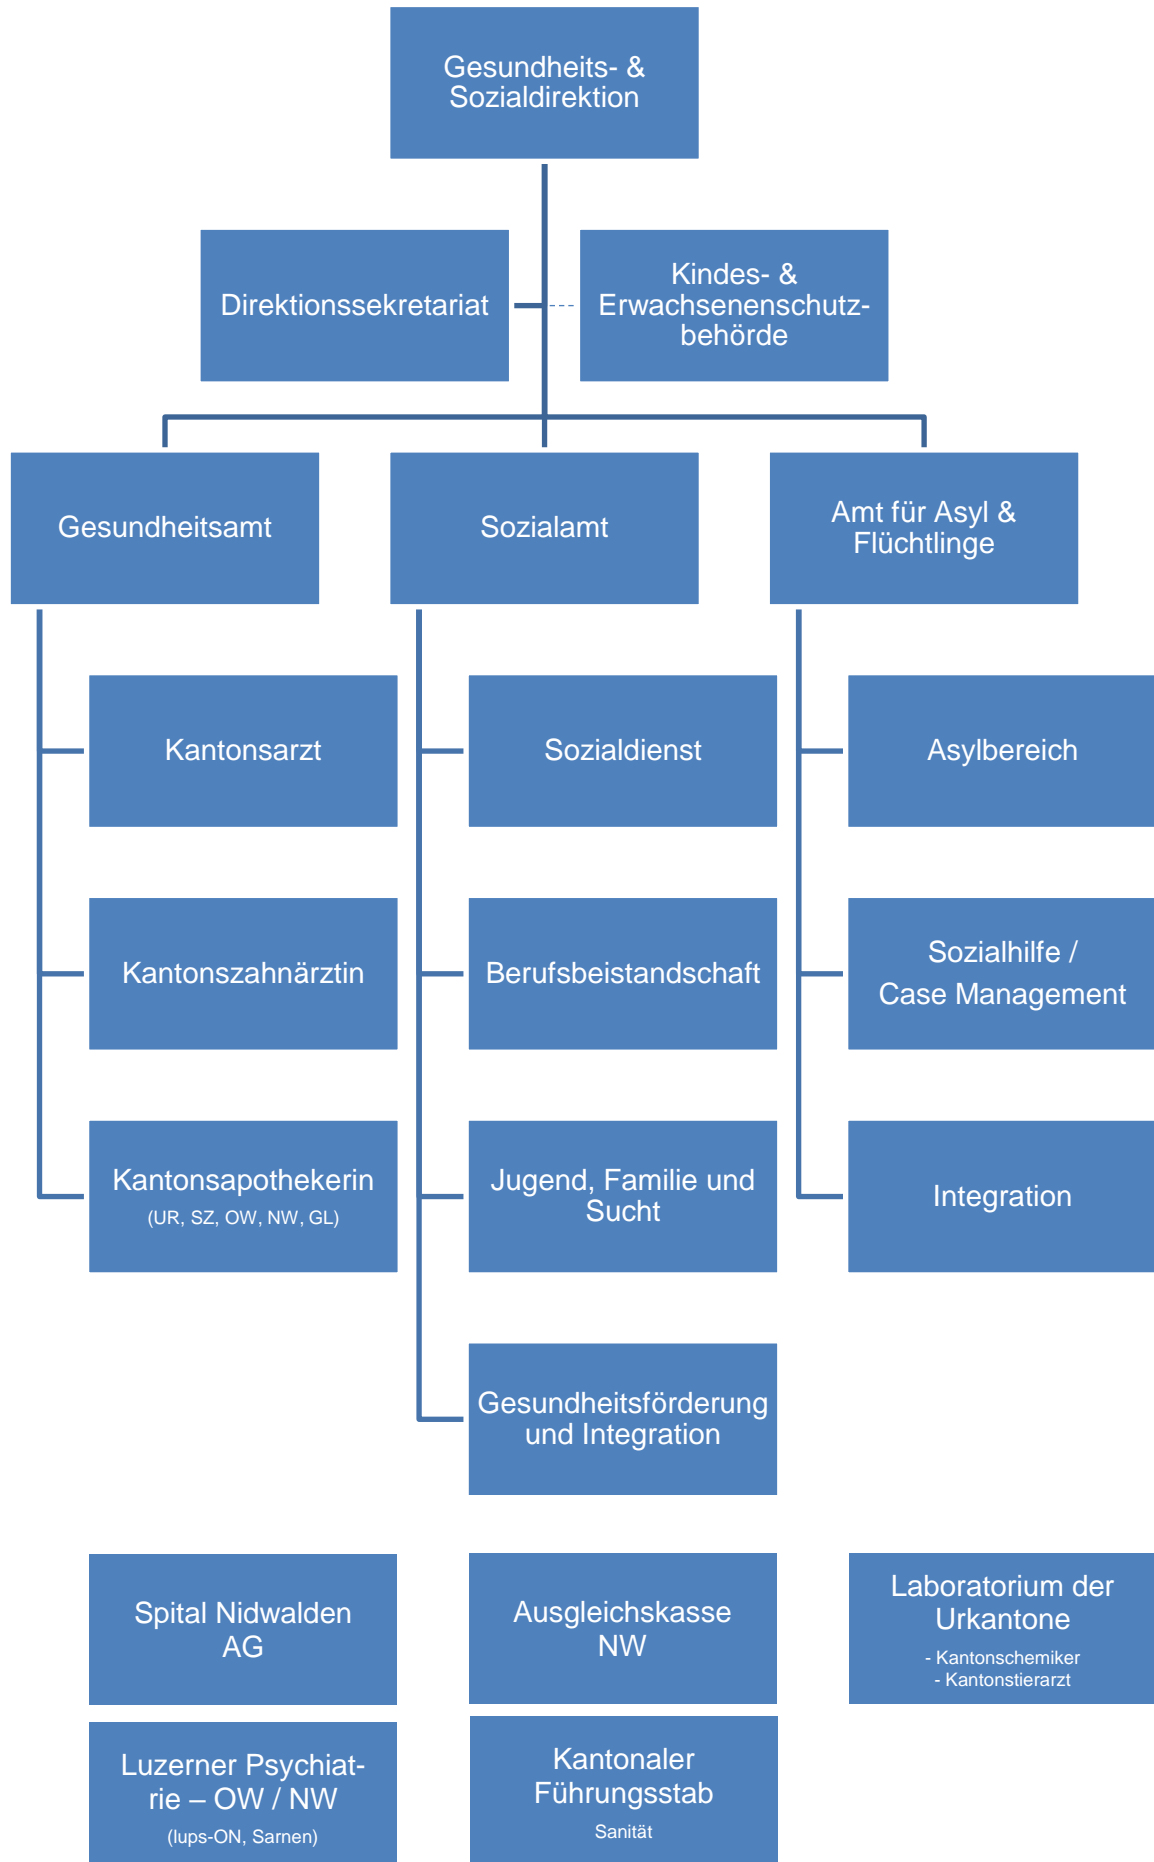 Gesundheits- &
Sozialdirektion
Direktionssekretariat
Kindes- &
Erwachsenenschutz-
behörde
Gesundheitsamt
Sozialamt
Amt für Asyl &
Flüchtlinge
Kantonsarzt
Sozialdienst
Asylbereich
Kantonszahnärztin
Berufsbeistandschaft
Sozialhilfe /
Case Management
Kantonsapothekerin
(UR, SZ, OW, NW, GL)
Jugend, Familie und
Sucht
Integration
Gesundheitsförderung
und Integration
Spital Nidwalden
AG
Ausgleichskasse
NW
Laboratorium der
Urkantone
- Kantonschemiker
- Kantonstierarzt
Luzerner Psychiat-
rie – OW / NW
(lups-ON, Sarnen)
Kantonaler
Führungsstab
Sanität